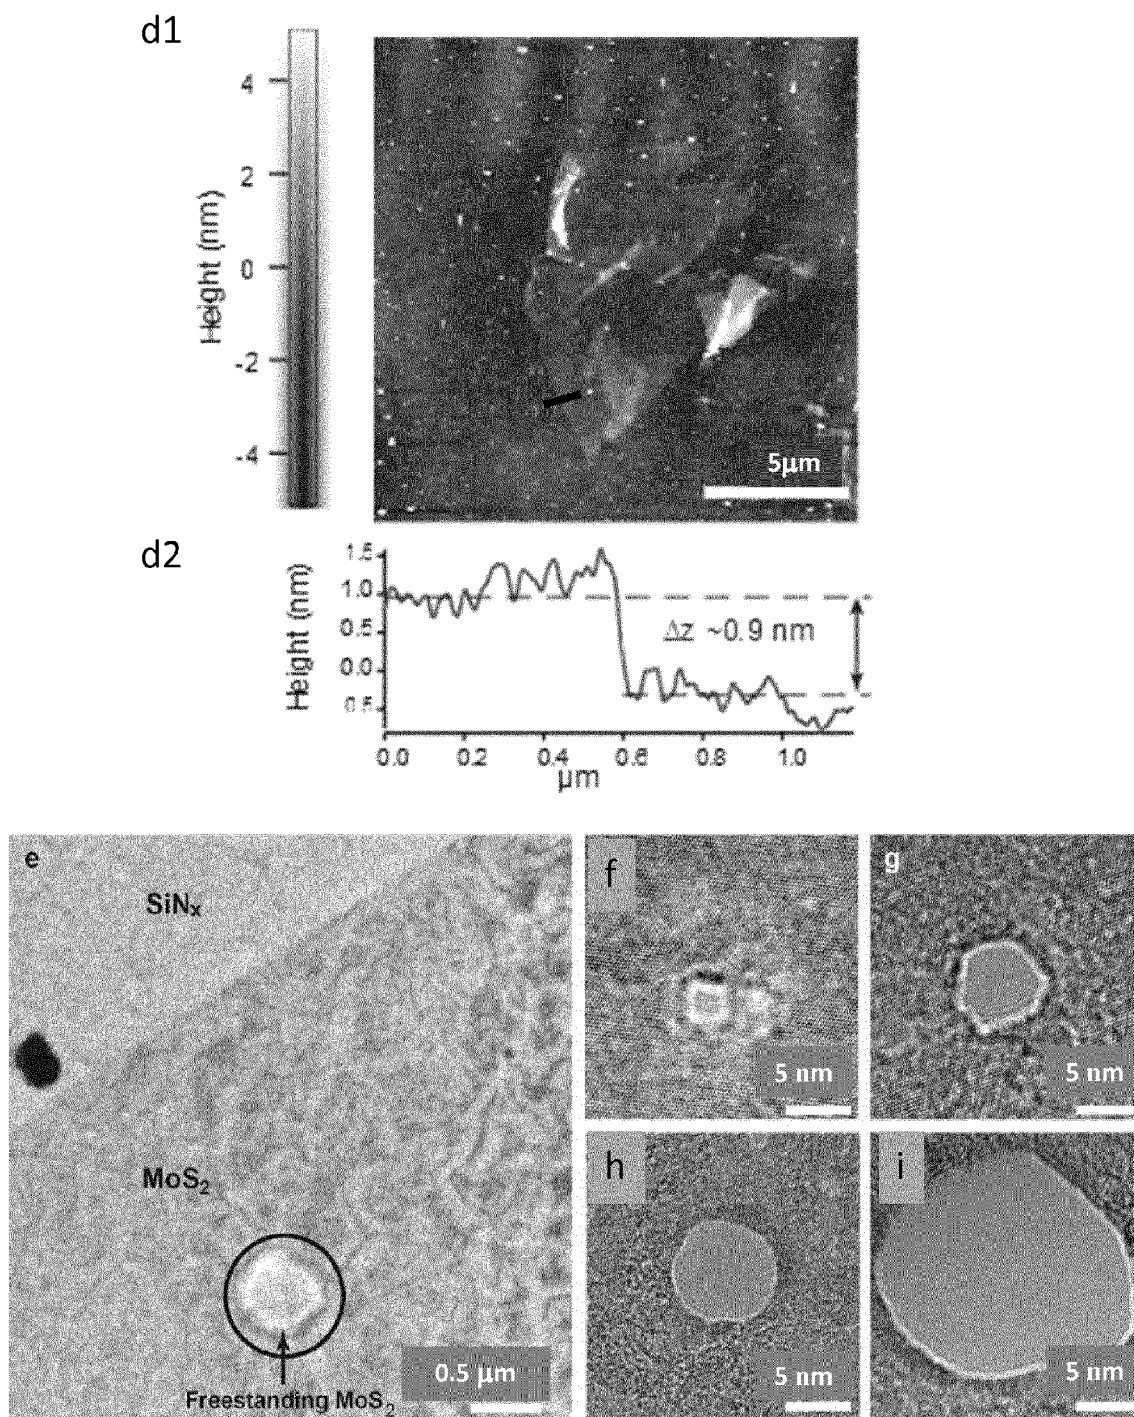 d1
4
2
0
-2
-4
Height (nm)
5µm
d2
1.5
1.0
0.5
0.0
0.5
Height (nm)
Δz ~0.9 nm
0.0 0.2 0.4 0.6 0.8 1.0
µm
e
SiNx
MoS2
Freestanding MoS2
0.5 µm
f
5 nm
g
5 nm
h
5 nm
i
5 nm